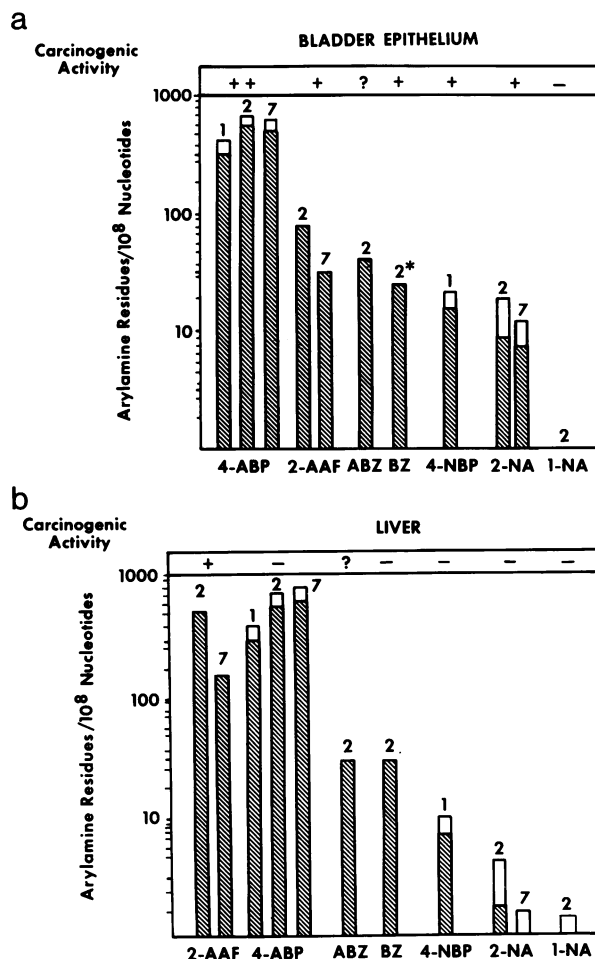 a
Carcinogenic Activity
BLADDER EPITHELIUM
+ + + ? + + + –
Arylamine Residues/10⁸ Nucleotides
1000
100
10
1 2 7 2 7 2 2* 1 2 7 2
4-ABP 2-AAF ABZ BZ 4-NBP 2-NA 1-NA
b
Carcinogenic Activity
LIVER
+ – ? – – – –
Arylamine Residues/10⁸ Nucleotides
1000
100
10
2 7 1 2 7 2 2 1 2 7 2
2-AAF 4-ABP ABZ BZ 4-NBP 2-NA 1-NA